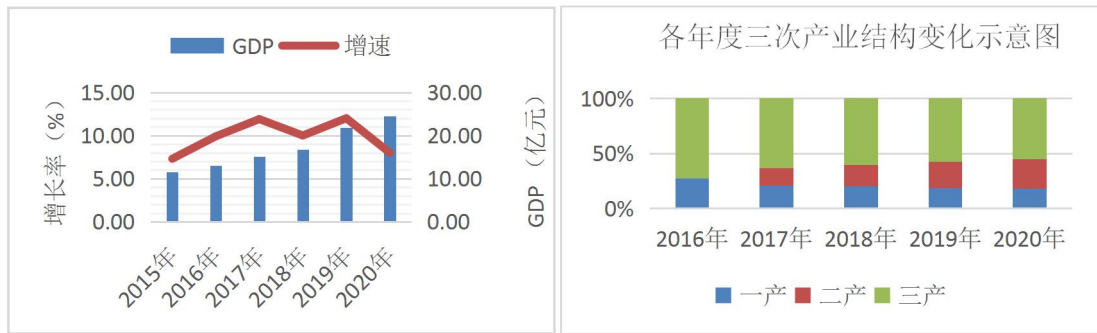 GDP 增速
增长率（%）
15.00
10.00
5.00
0.00
30.00
20.00
10.00
0.00
GDP（亿元）
2015年 2016年 2017年 2018年 2019年 2020年
各年度三次产业结构变化示意图
100%
50%
0%
2016年 2017年 2018年 2019年 2020年
一产 二产 三产